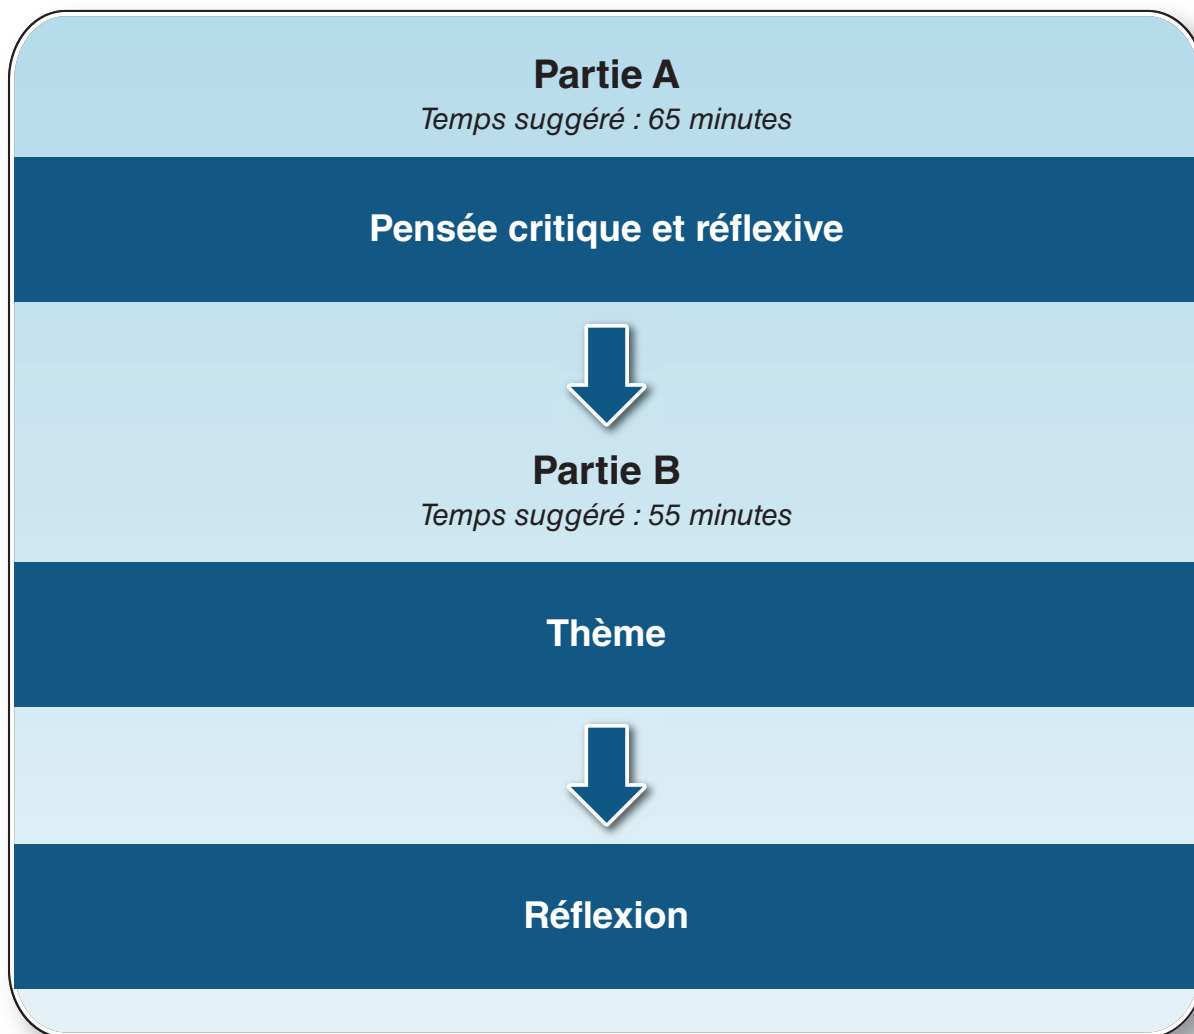 Partie A
Temps suggéré : 65 minutes
Pensée critique et réflexive
Partie B
Temps suggéré : 55 minutes
Thème
Réflexion